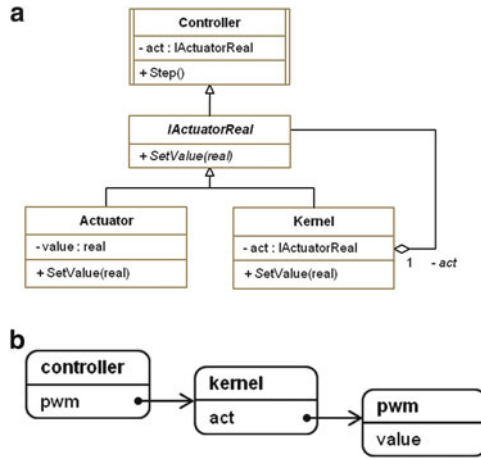 a
Controller
- act : IActuatorReal
+ Step()
IActuatorReal
+ SetValue(real)
Actuator
- value : real
+ SetValue(real)
Kernel
- act : IActuatorReal
+ SetValue(real)
1 - act
b
controller
pwm
kernel
act
pwm
value